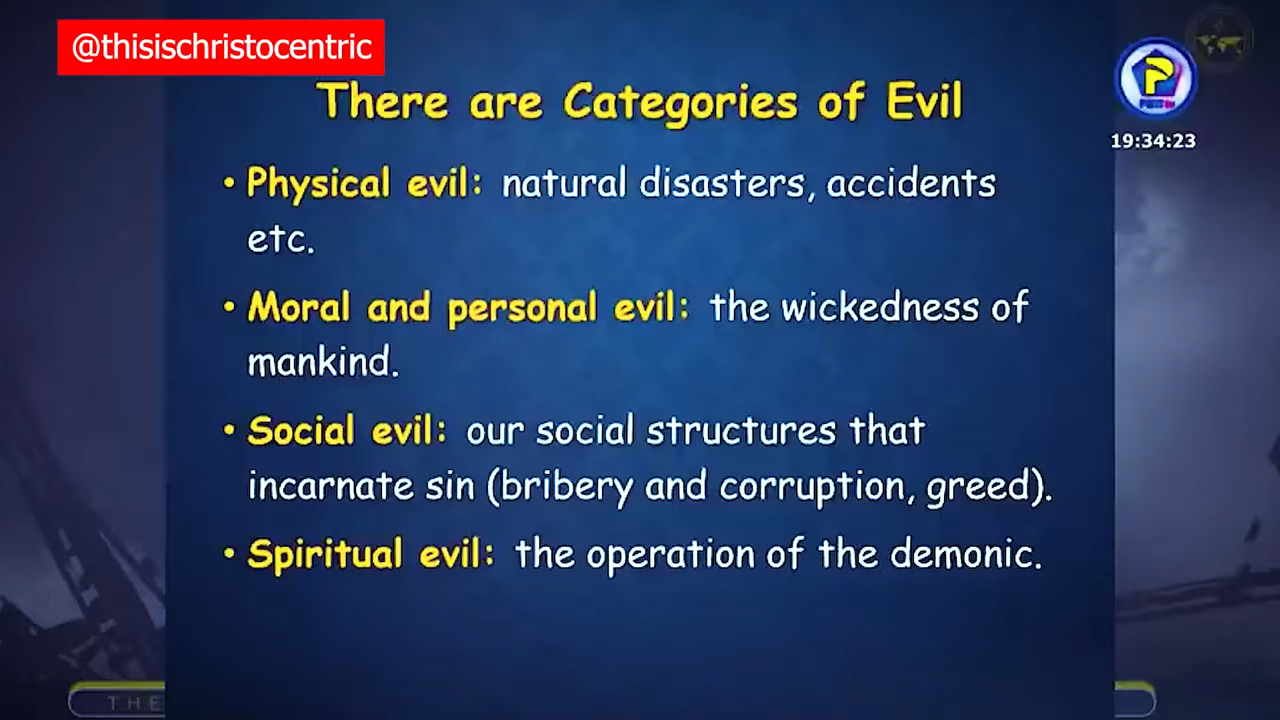 @thisischristocentric
There are Categories of Evil
19:34:23
• Physical evil: natural disasters, accidents
etc.
• Moral and personal evil: the wickedness of
mankind.
• Social evil: our social structures that
incarnate sin (bribery and corruption, greed).
• Spiritual evil: the operation of the demonic.
THE